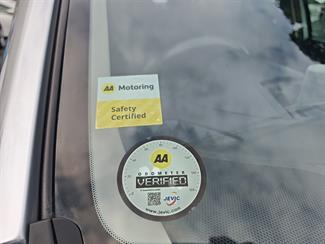 AA Motoring
Safety
Certified
AA
ODOMETER
VERIFIED
JEVIC
www.jevic.com